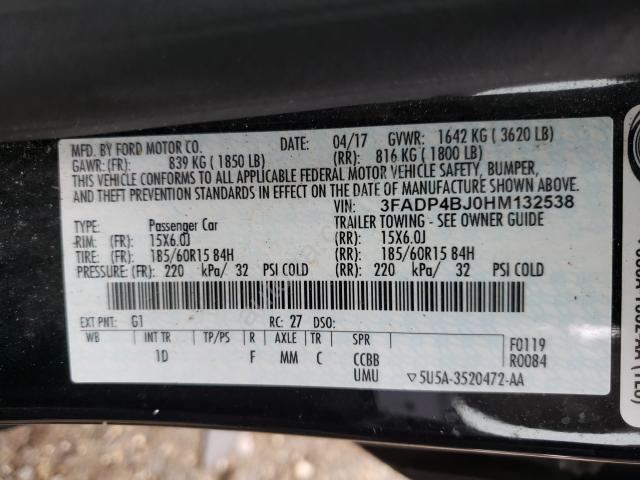 MFD. BY FORD MOTOR CO. DATE: 04/17 GVWR: 1642 KG ( 3620 LB)
GAWR: (FR): 839 KG ( 1850 LB) (RR): 816 KG ( 1800 LB)
THIS VEHICLE CONFORMS TO ALL APPLICABLE FEDERAL MOTOR VEHICLE SAFETY, BUMPER,
AND THEFT PREVENTION STANDARDS IN EFFECT ON THE DATE OF MANUFACTURE SHOWN ABOVE.
VIN: 3FADP4BJ0HM132538
TYPE: Passenger Car TRAILER TOWING - SEE OWNER GUIDE
RIM: (FR): 15X6.0J (RR): 15X6.0J
TIRE: (FR): 185/60R15 84H (RR): 185/60R15 84H
PRESSURE: (FR): 220 kPa/ 32 PSI COLD (RR): 220 kPa/ 32 PSI COLD
EXT PNT: G1 RC: 27 DSO:
WB INT TR TP/PS R AXLE TR SPR F0119
1D F MM C CCBB R0084
UMU ▽5U5A-3520472-AA